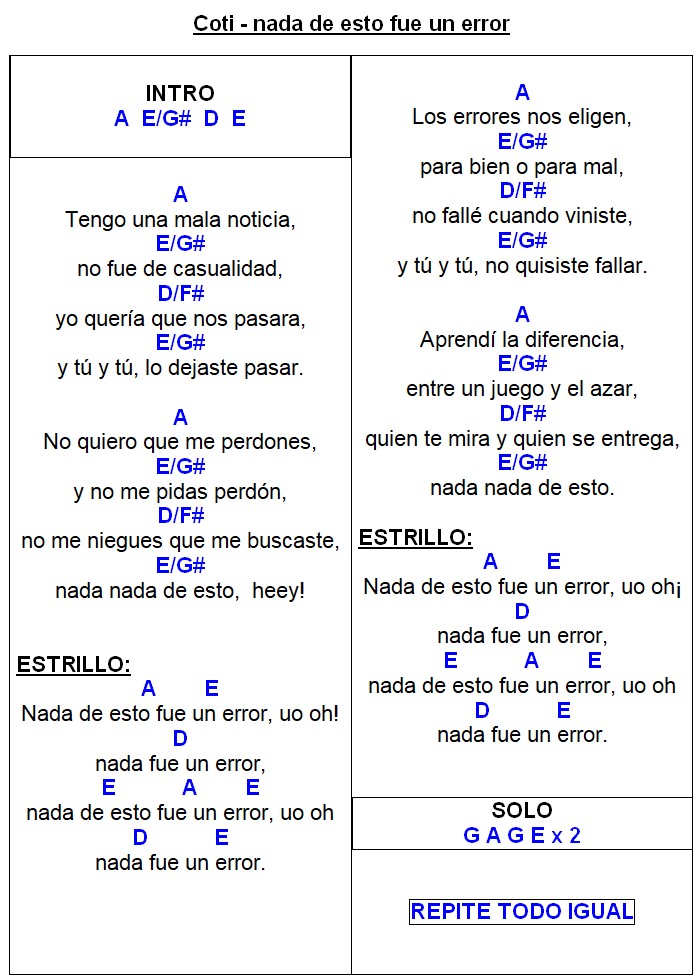 Coti - nada de esto fue un error
INTRO
A E/G# D E
A
Tengo una mala noticia,
E/G#
no fue de casualidad,
D/F#
yo quería que nos pasara,
E/G#
y tú y tú, lo dejaste pasar.
A
No quiero que me perdones,
E/G#
y no me pidas perdón,
D/F#
no me niegues que me buscaste,
E/G#
nada nada de esto, heey!
ESTRILLO:
A E
Nada de esto fue un error, uo oh!
D
nada fue un error,
E A E
nada de esto fue un error, uo oh
D E
nada fue un error.
A
Los errores nos eligen,
E/G#
para bien o para mal,
D/F#
no fallé cuando viniste,
E/G#
y tú y tú, no quisiste fallar.
A
Aprendí la diferencia,
E/G#
entre un juego y el azar,
D/F#
quien te mira y quien se entrega,
E/G#
nada nada de esto.
ESTRILLO:
A E
Nada de esto fue un error, uo oh¡
D
nada fue un error,
E A E
nada de esto fue un error, uo oh
D E
nada fue un error.
SOLO
G A G E x 2
REPITE TODO IGUAL